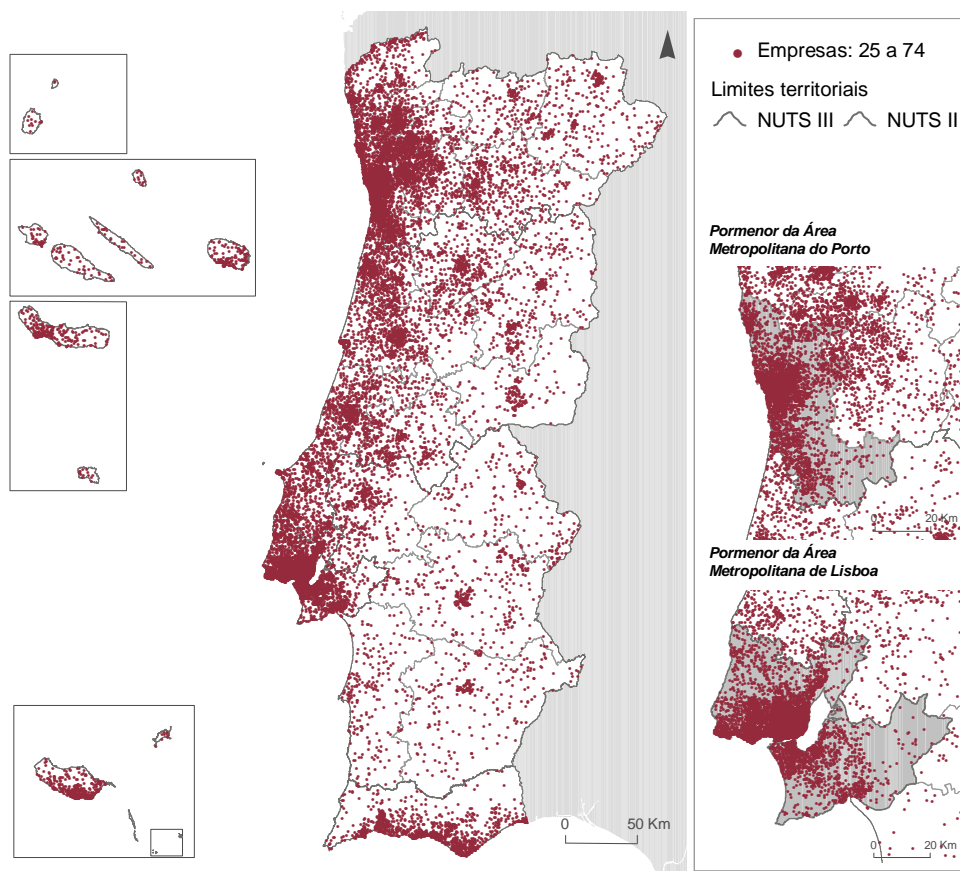 Empresas: 25 a 74
Limites territoriais
NUTS III NUTS II
Pormenor da Área
Metropolitana do Porto
0 20 Km
Pormenor da Área
Metropolitana de Lisboa
0 50 Km
0 20 Km